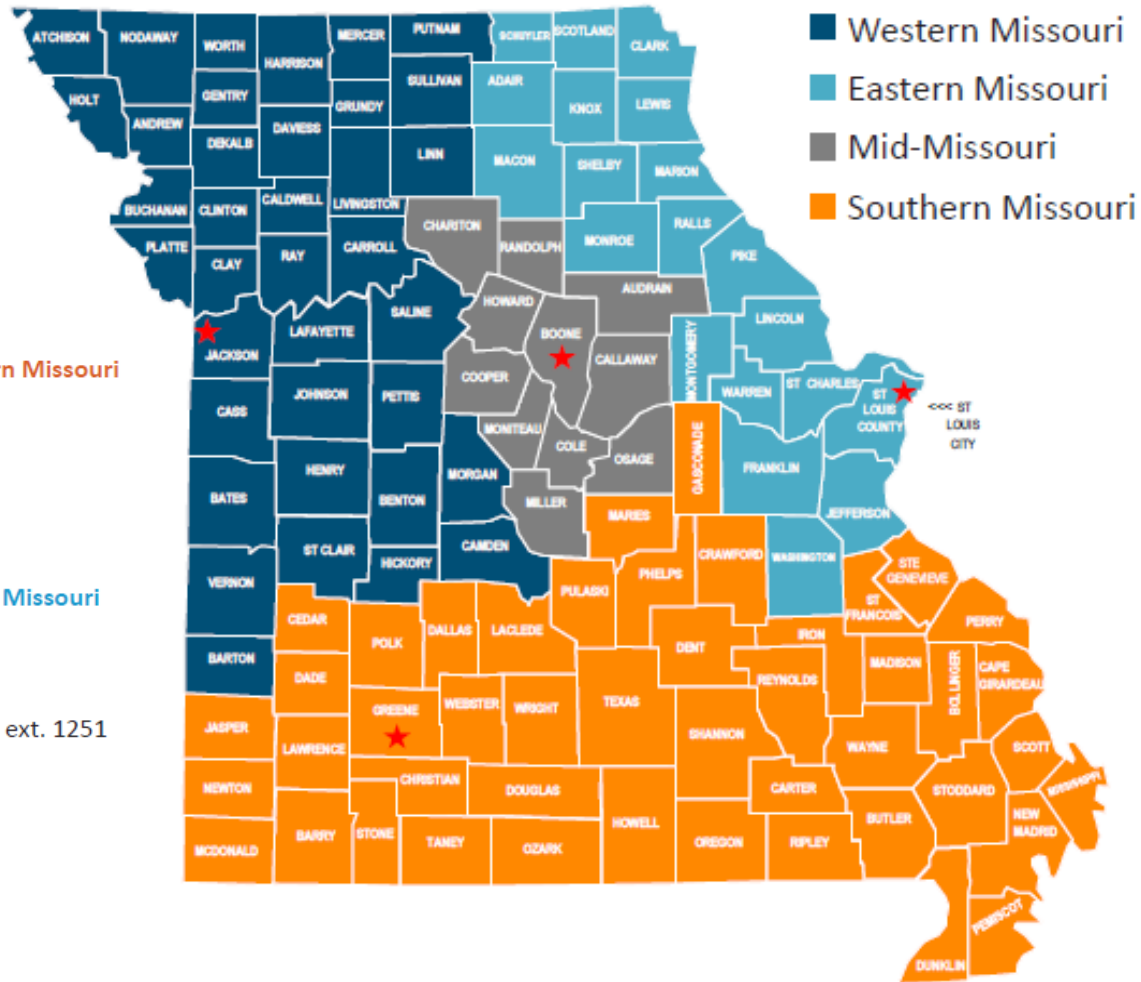 Western Missouri
Eastern Missouri
Mid-Missouri
Southern Missouri
ATCHISON
NODAWAY
WORTH
HARRISON
MERCER
PUTNAM
SCHUYLER
SCOTLAND
CLARK
HOLT
GENTRY
SULLIVAN
ADAIR
KNOX
LEWIS
ANDREW
DEKALB
DAVIESS
GRUNDY
LINN
MACON
SHELBY
MARION
BUCHANAN
CLINTON
CALDWELL
LIVINGSTON
CHARITON
RANDOLPH
MONROE
RALLS
PIKE
PLATTE
CLAY
RAY
CARROLL
AUDRAIN
HOWARD
BOONE
LINCOLN
JACKSON
LAFAYETTE
SALINE
COOPER
CALLAWAY
MONTGOMERY
WARREN
ST CHARLES
ST
LOUIS
COUNTY
<<< ST
LOUIS
CITY
rn Missouri
CASS
JOHNSON
PETTIS
MONITEAU
COLE
OSAGE
GASCONADE
FRANKLIN
JEFFERSON
BATES
HENRY
BENTON
MORGAN
MILLER
MARIES
CRAWFORD
WASHINGTON
VERNON
ST CLAIR
HICKORY
CAMDEN
PULASKI
PHELPS
STE
GENEVIEVE
ST
FRANCOIS
PERRY
Missouri
CEDAR
POLK
DALLAS
LACLEDE
DENT
IRON
MADISON
BOLLINGER
CAPE
GIRARDEAU
BARTON
DADE
GREENE
WEBSTER
WRIGHT
TEXAS
REYNOLDS
ext. 1251
JASPER
LAWRENCE
SHANNON
WAYNE
SCOTT
MISSISSIPPI
NEWTON
CHRISTIAN
DOUGLAS
CARTER
STODDARD
NEW
MADRID
MCDONALD
BARRY
STONE
TANEY
OZARK
HOWELL
OREGON
RIPLEY
BUTLER
PEMISCOT
DUNKLIN